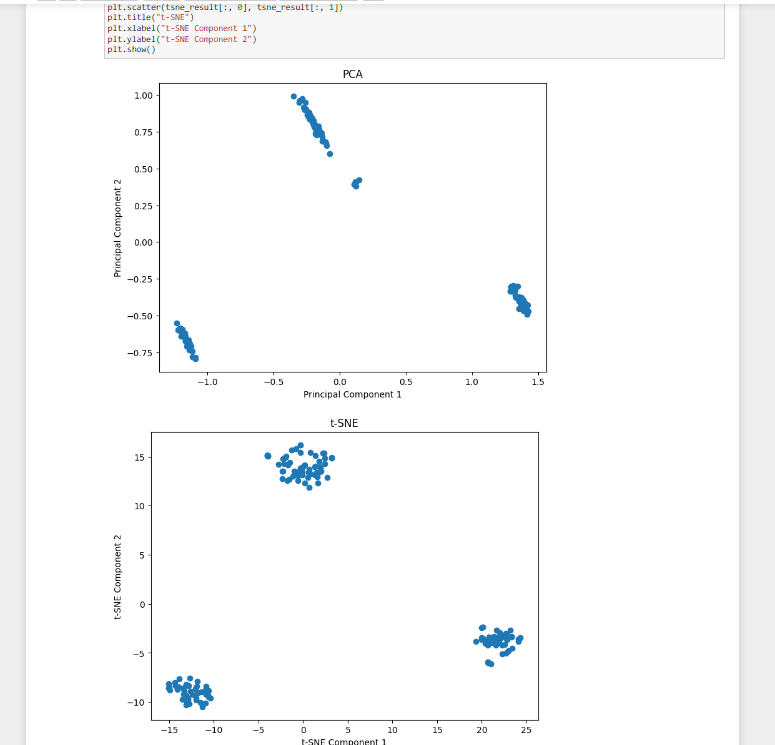 plt.scatter(tsne_result[:, 0], tsne_result[:, 1])
plt.title("t-SNE")
plt.xlabel("t-SNE Component 1")
plt.ylabel("t-SNE Component 2")
plt.show()
PCA
1.00
0.75
0.50
0.25
0.00
−0.25
−0.50
−0.75
Principal Component 2
−1.0 −0.5 0.0 0.5 1.0 1.5
Principal Component 1
t-SNE
15
10
5
0
−5
−10
t-SNE Component 2
−15 −10 −5 0 5 10 15 20 25
t-SNE Component 1